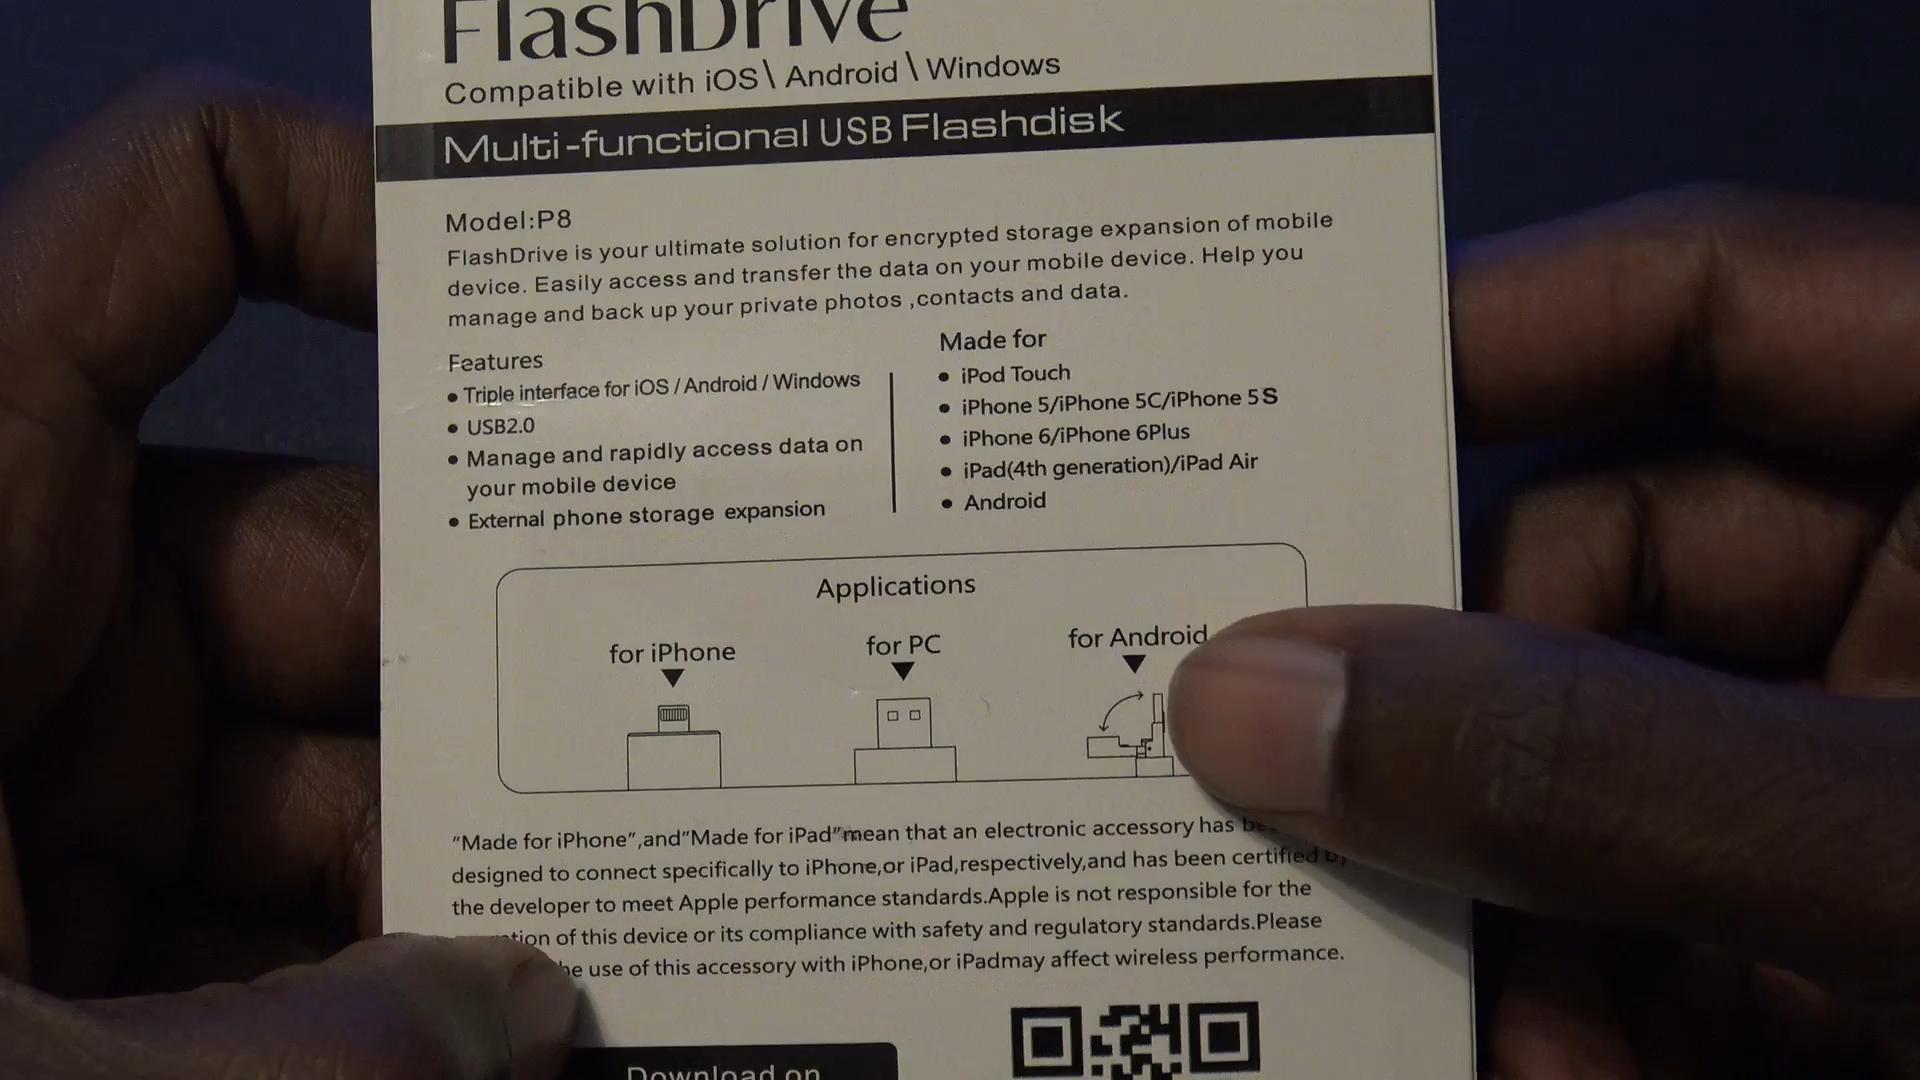 FlashDrive
Compatible with iOS \ Android \ Windows
Multi-functional USB Flashdisk
Model:P8
FlashDrive is your ultimate solution for encrypted storage expansion of mobile
device. Easily access and transfer the data on your mobile device. Help you
manage and back up your private photos ,contacts and data.
Features
• Triple interface for iOS / Android / Windows
• USB2.0
• Manage and rapidly access data on
your mobile device
• External phone storage expansion
Made for
• iPod Touch
• iPhone 5/iPhone 5C/iPhone 5S
• iPhone 6/iPhone 6Plus
• iPad(4th generation)/iPad Air
• Android
Applications
for iPhone
for PC
for Android
"Made for iPhone",and"Made for iPad"mean that an electronic accessory has
designed to connect specifically to iPhone,or iPad,respectively,and has been certified by
the developer to meet Apple performance standards.Apple is not responsible for the
of this device or its compliance with safety and regulatory standards.Please
use of this accessory with iPhone,or iPadmay affect wireless performance.
Download on